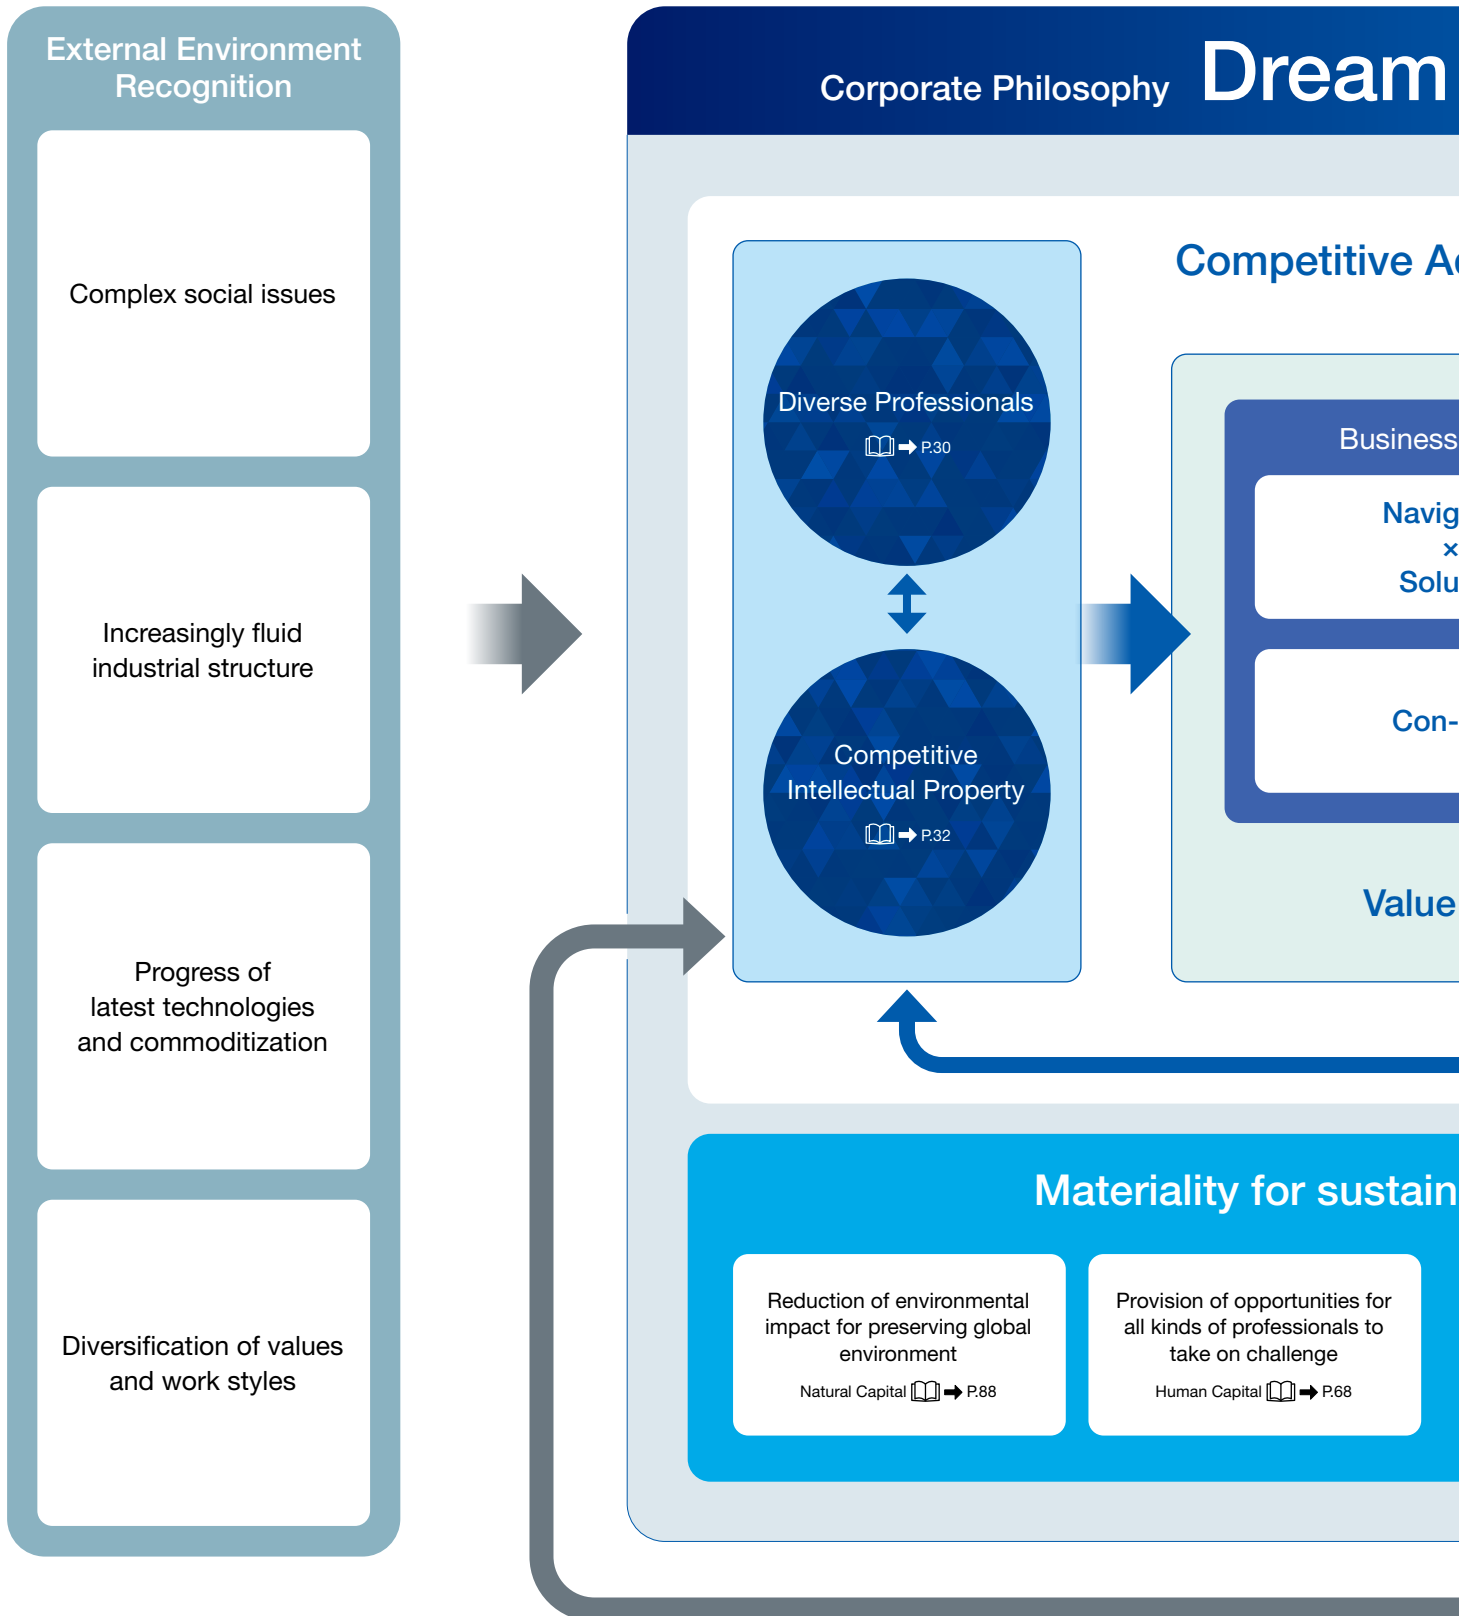 External Environment
Recognition
Complex social issues
Increasingly fluid
industrial structure
Progress of
latest technologies
and commoditization
Diversification of values
and work styles
Corporate Philosophy Dream
Competitive A
Diverse Professionals
P.30
Competitive
Intellectual Property
P.32
Business
Navig
×
Solu
Con-
Value
Materiality for sustain
Reduction of environmental
impact for preserving global
environment
Natural Capital P.88
Provision of opportunities for
all kinds of professionals to
take on challenge
Human Capital P.68